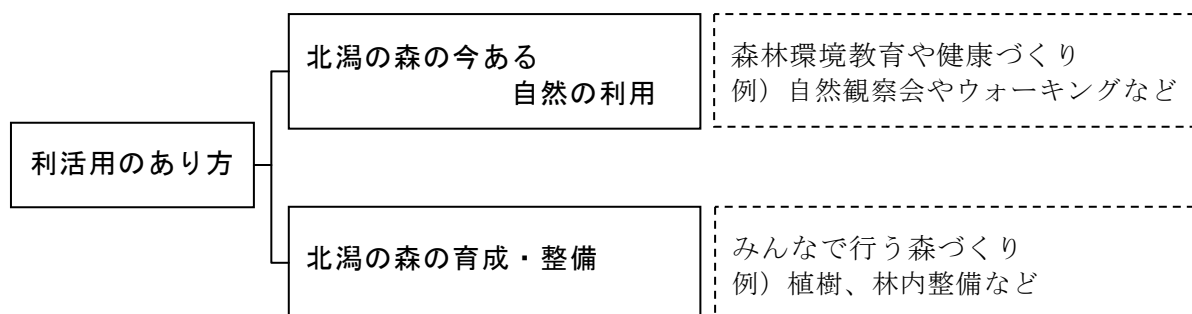 利活用のあり方
北潟の森の今ある
自然の利用
森林環境教育や健康づくり
例）自然観察会やウォーキングなど
北潟の森の育成・整備
みんなで行う森づくり
例）植樹、林内整備など